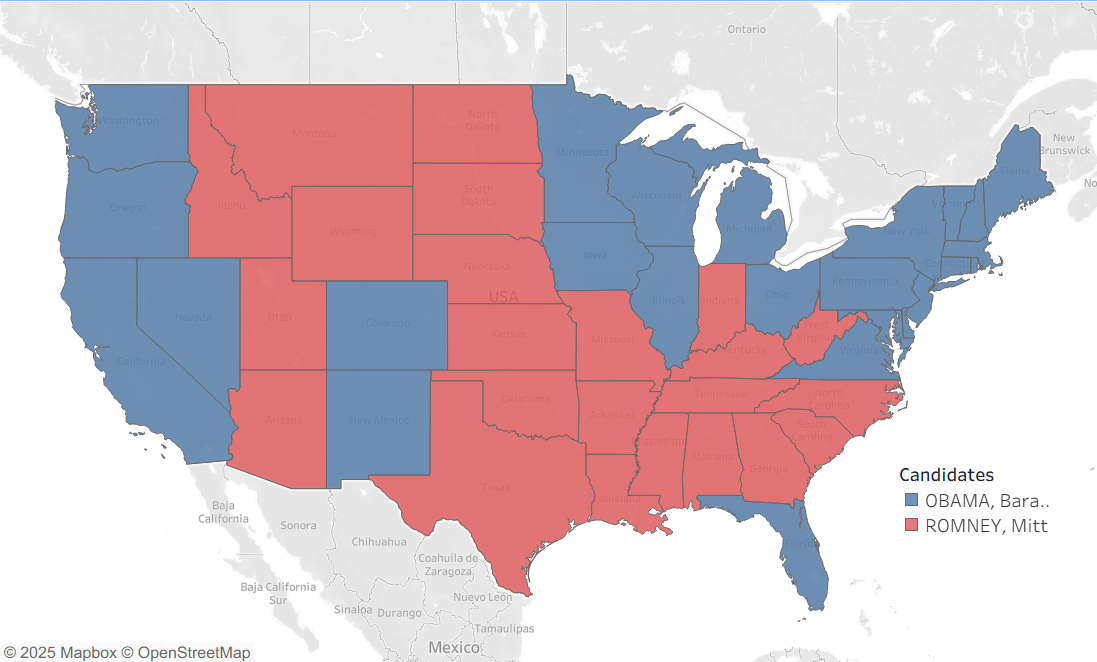 Ontario
Washington
Montana
North
Dakota
Minnesota
New
Brunswick
Maine
No
Oregon
Idaho
South
Dakota
Wisconsin
Michigan
Vermont
New York
Wyoming
Iowa
Nebraska
USA
Nevada
Utah
Colorado
Kansas
Missouri
Illinois
Indiana
Ohio
Pennsylvania
West
Virginia
Virginia
Kentucky
California
Arizona
New Mexico
Oklahoma
Arkansas
Tennessee
North
Carolina
South
Carolina
Mississippi
Alabama
Georgia
Texas
Louisiana
Florida
Candidates
OBAMA, Bara..
ROMNEY, Mitt
Baja
California
Sonora
Chihuahua
Coahuila de
Zaragoza
Baja California
Sur
Sinaloa
Durango
Nuevo León
Tamaulipas
Mexico
© 2025 Mapbox © OpenStreetMap